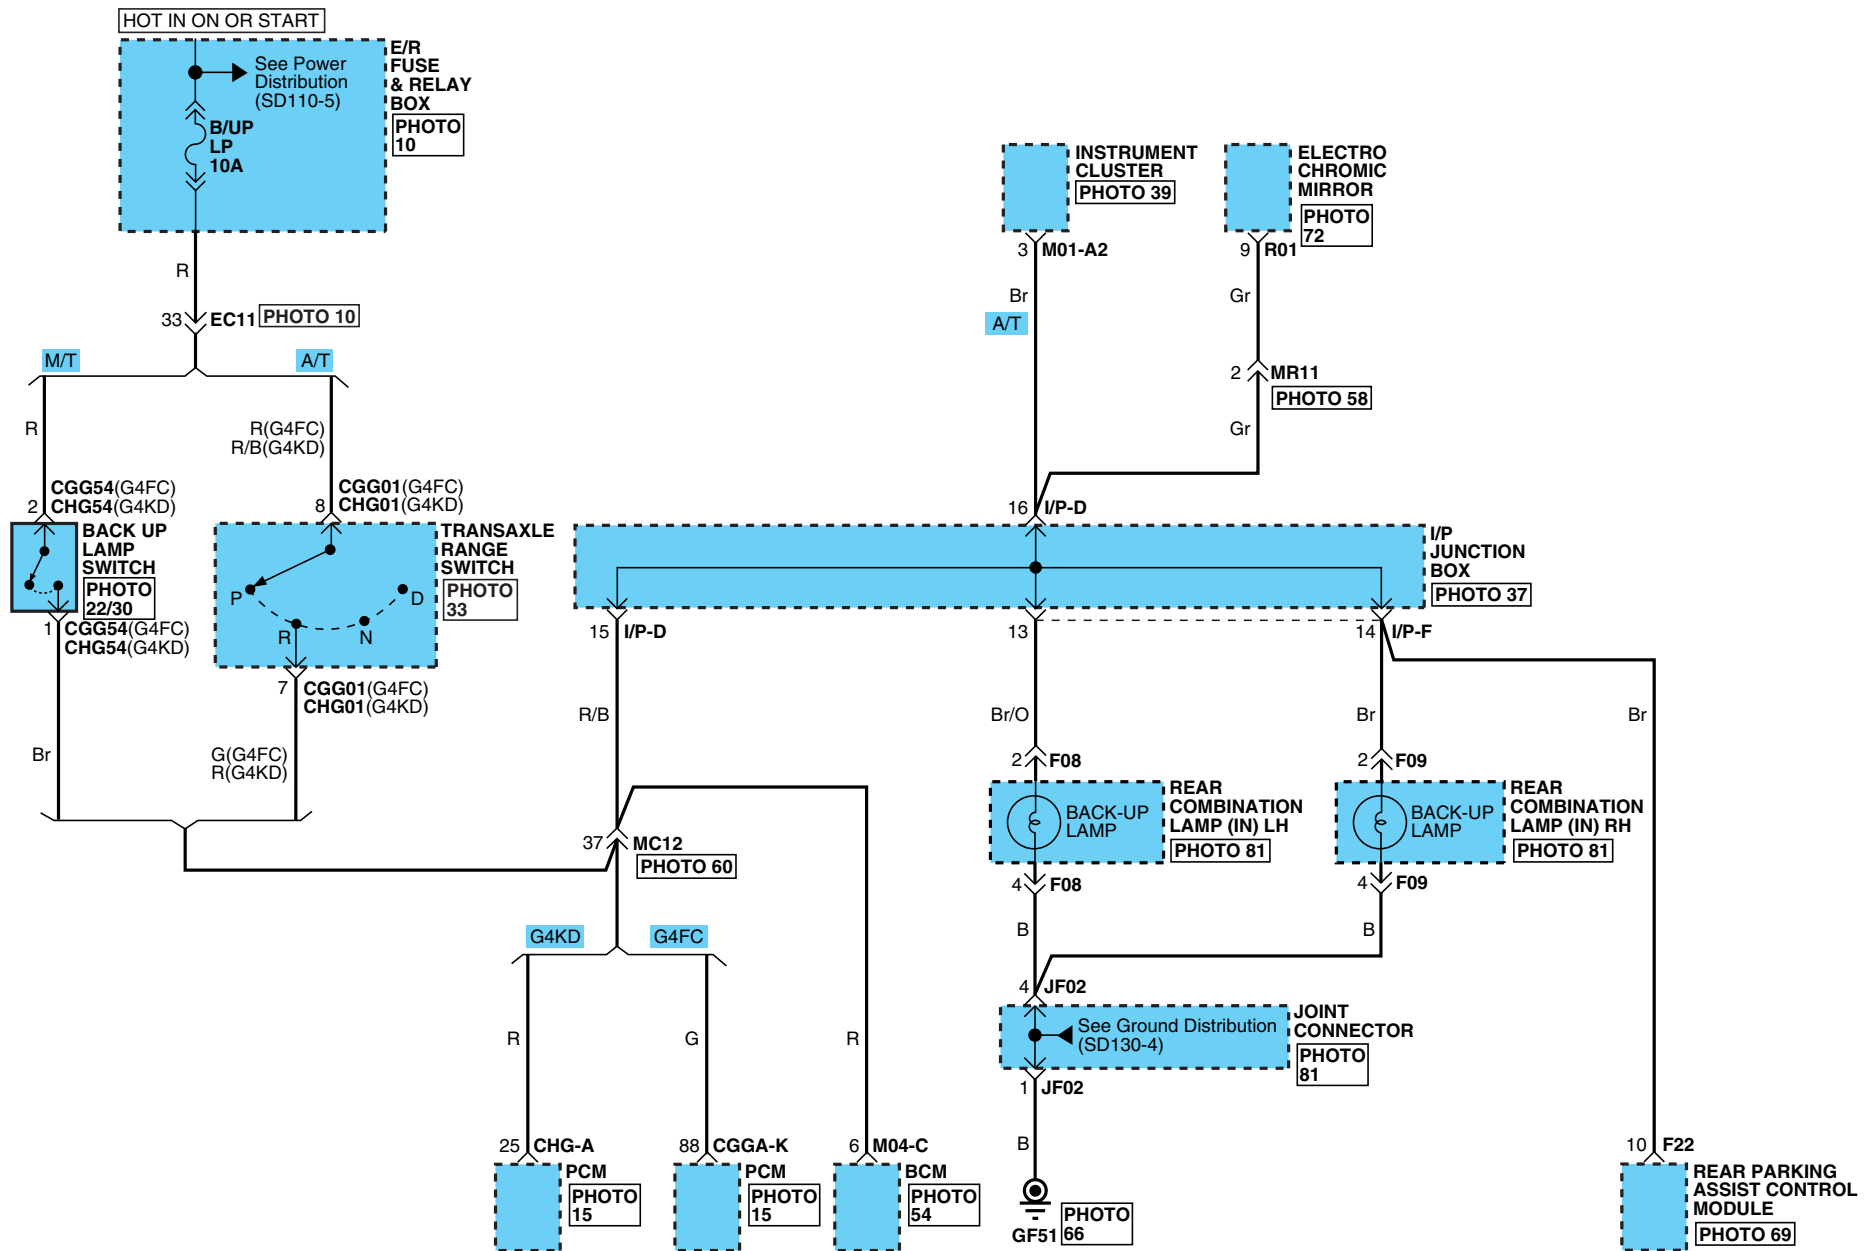 HOT IN ON OR START
See Power
Distribution
(SD110-5)
B/UP
LP
10A
E/R
FUSE
& RELAY
BOX
PHOTO
10
R
33
EC11
PHOTO 10
M/T
A/T
R
R(G4FC)
R/B(G4KD)
CGG54(G4FC)
CHG54(G4KD)
2
BACK UP
LAMP
SWITCH
PHOTO
22/30
1
CGG54(G4FC)
CHG54(G4KD)
CGG01(G4FC)
CHG01(G4KD)
8
TRANSAXLE
RANGE
SWITCH
PHOTO
33
P
R
N
D
7
CGG01(G4FC)
CHG01(G4KD)
Br
G(G4FC)
R(G4KD)
INSTRUMENT
CLUSTER
PHOTO 39
3
M01-A2
Br
A/T
ELECTRO
CHROMIC
MIRROR
PHOTO
72
9
R01
Gr
2
MR11
PHOTO 58
Gr
16
I/P-D
I/P
JUNCTION
BOX
PHOTO 37
15
I/P-D
13
14
I/P-F
R/B
Br/O
Br
Br
37
MC12
PHOTO 60
2
F08
BACK-UP
LAMP
REAR
COMBINATION
LAMP (IN) LH
PHOTO 81
4
F08
2
F09
BACK-UP
LAMP
REAR
COMBINATION
LAMP (IN) RH
PHOTO 81
4
F09
B
B
G4KD
G4FC
R
G
R
4
JF02
See Ground Distribution
(SD130-4)
JOINT
CONNECTOR
PHOTO
81
1
JF02
B
GF51
PHOTO
66
25
CHG-A
PCM
PHOTO
15
88
CGGA-K
PCM
PHOTO
15
6
M04-C
BCM
PHOTO
54
10
F22
REAR PARKING
ASSIST CONTROL
MODULE
PHOTO 69